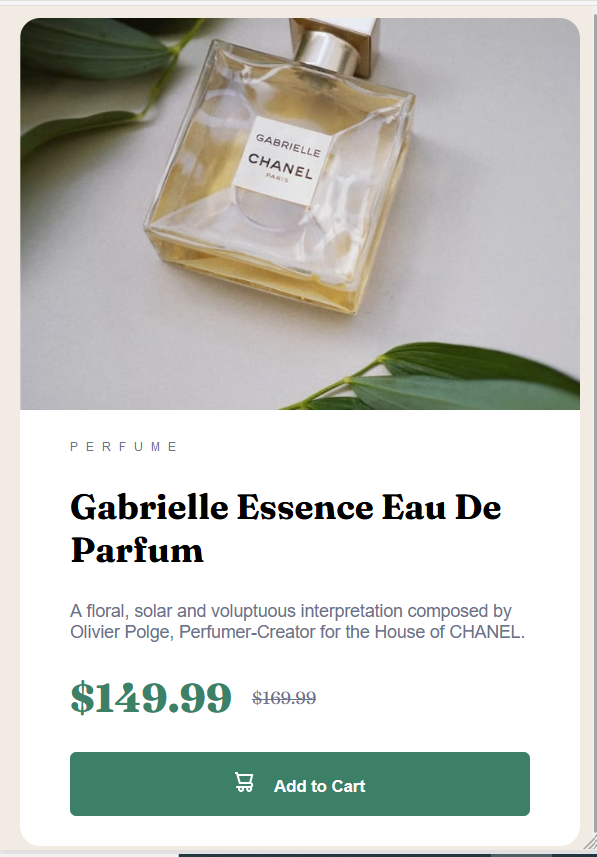 GABRIELLE
CHANEL
PARIS
PERFUME
Gabrielle Essence Eau De
Parfum
A floral, solar and voluptuous interpretation composed by
Olivier Polge, Perfumer-Creator for the House of CHANEL.
$149.99 $169.99
Add to Cart